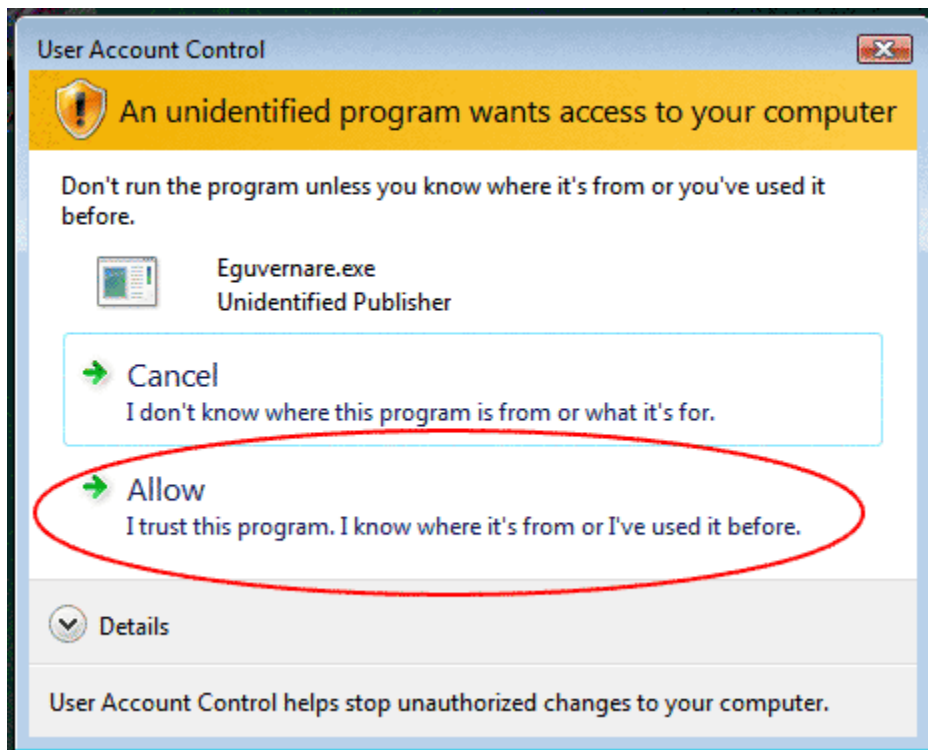 User Account Control
An unidentified program wants access to your computer
Don't run the program unless you know where it's from or you've used it
before.
Eguvernare.exe
Unidentified Publisher
Cancel
I don't know where this program is from or what it's for.
Allow
I trust this program. I know where it's from or I've used it before.
Details
User Account Control helps stop unauthorized changes to your computer.